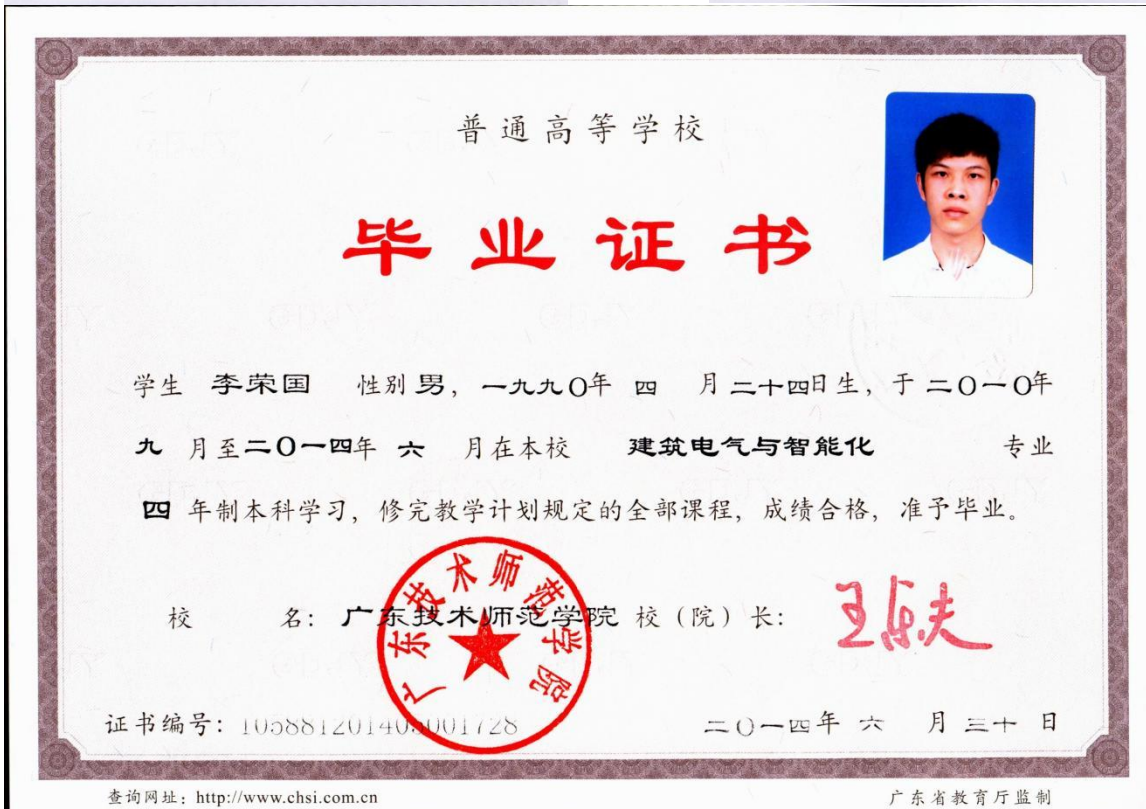 普通高等学校
毕业证书
学生 李荣国 性别 男，一九九〇年 四 月 二十四日生，于 二〇一〇年
九 月至二〇一四年 六 月在本校 建筑电气与智能化 专业
四 年制本科学习，修完教学计划规定的全部课程，成绩合格，准予毕业。
校 名：广东技术师范学院 校（院）长：
广东技术师范学院
证书编号：105881201405001728 二〇一四年 六 月 三十 日
查询网址：http://www.chsi.com.cn 广东省教育厅监制